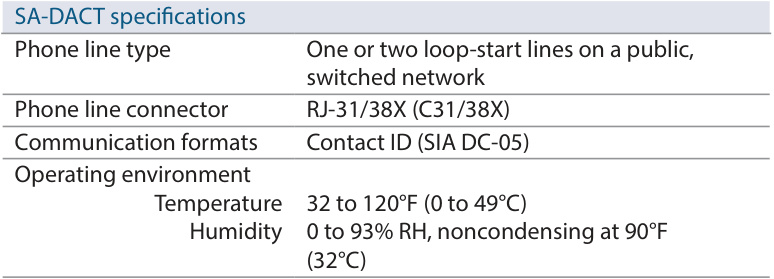 SA-DACT specifications
Phone line type One or two loop-start lines on a public,
switched network
Phone line connector RJ-31/38X (C31/38X)
Communication formats Contact ID (SIA DC-05)
Operating environment
Temperature 32 to 120°F (0 to 49°C)
Humidity 0 to 93% RH, noncondensing at 90°F
(32°C)